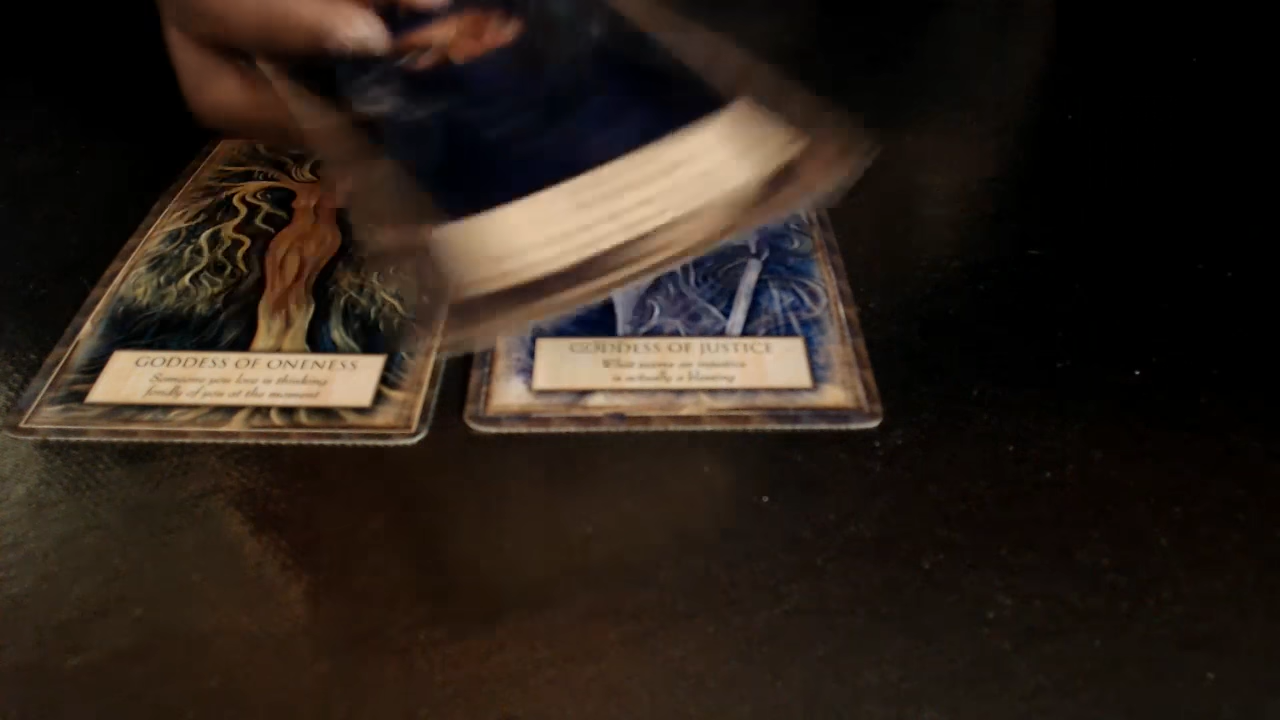 GODDESS OF ONENESS
Someone you love is thinking
fondly of you at the moment
GODDESS OF JUSTICE
What seems an injustice
is actually a blessing